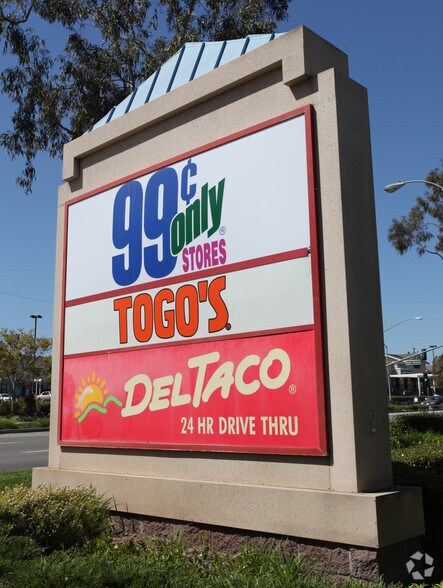 99¢
only®
STORES
TOGO'S®
DEL TACO®
24 HR DRIVE THRU